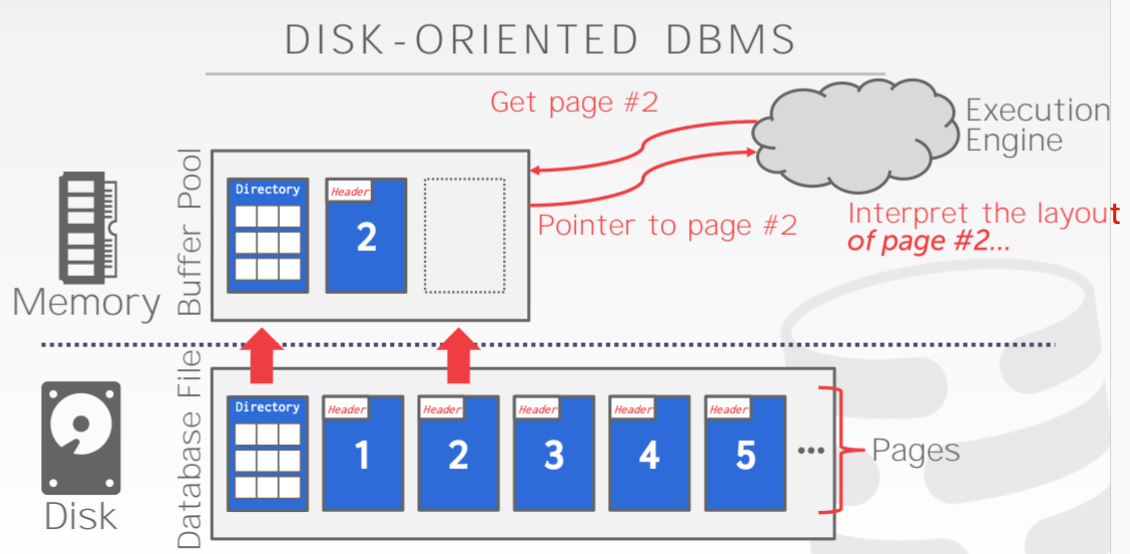 DISK-ORIENTED DBMS
Get page #2
Execution
Engine
Buffer Pool
Directory
Header
2
Pointer to page #2
Interpret the layout
of page #2...
Memory
Database File
Directory
Header
1
Header
2
Header
3
Header
4
Header
5
...
Pages
Disk